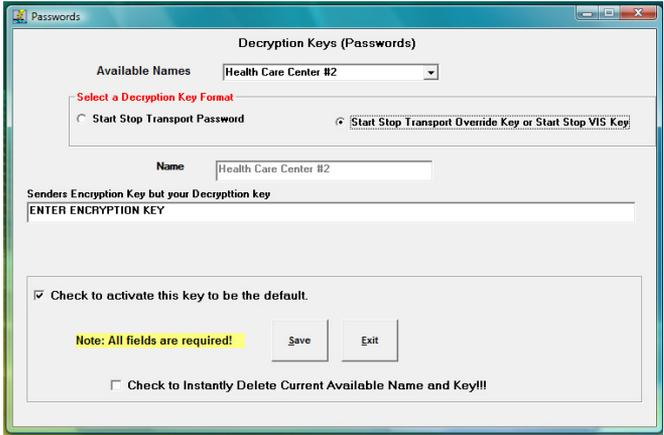 Passwords
Decryption Keys (Passwords)
Available Names Health Care Center #2
Select a Decryption Key Format
Start Stop Transport Password Start Stop Transport Override Key or Start Stop VIS Key
Name Health Care Center #2
Senders Encryption Key but your Decrypttion key
ENTER ENCRYPTION KEY
Check to activate this key to be the default.
Note: All fields are required! Save Exit
Check to Instantly Delete Current Available Name and Key!!!